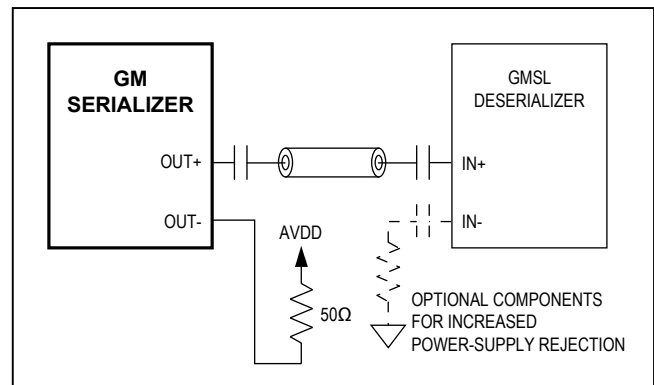 GM
SERIALIZER
GMSL
DESERIALIZER
OUT+
IN+
OUT-
IN-
AVDD
50Ω
OPTIONAL COMPONENTS
FOR INCREASED
POWER-SUPPLY REJECTION